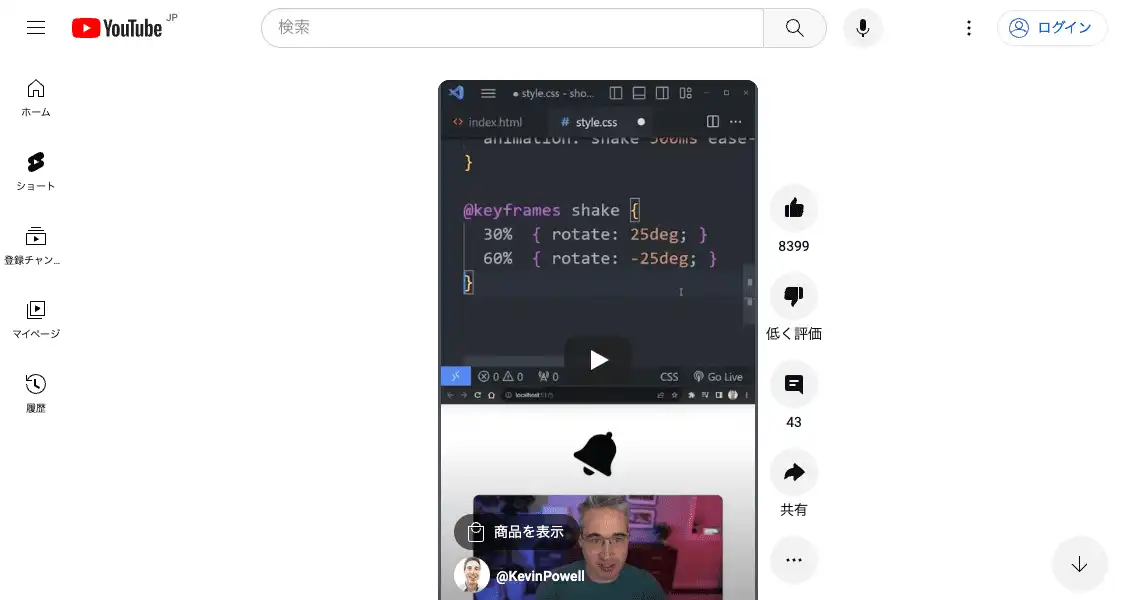 YouTube JP
検索
ログイン
ホーム
ショート
登録チャン...
マイページ
履歴
style.css - sho...
index.html
# style.css
animation: shake 500ms ease-
}
@keyframes shake {
30% { rotate: 25deg; }
60% { rotate: -25deg; }
}
0 0 0
CSS Go Live
商品を表示
@KevinPowell
8399
低く評価
43
共有